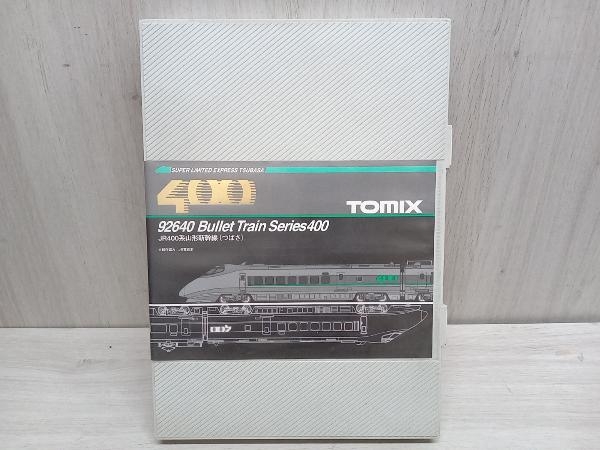 SUPER LIMITED EXPRESS TSUBASA
400
TOMIX
92640 Bullet Train Series400
JR400系山形新幹線(つばさ)
400